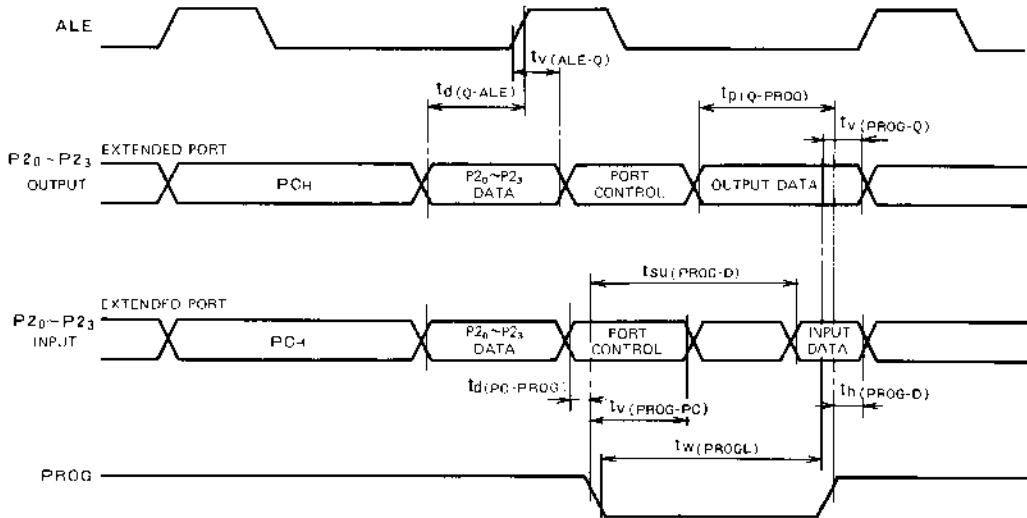 ALE
tv(ALE-Q)
td(Q-ALE)
tp(Q-PROG)
tv(PROG-Q)
EXTENDED PORT
P2₀~P2₃
OUTPUT
PCH
P2₀~P2₃
DATA
PORT
CONTROL
OUTPUT DATA
tsu(PROG-D)
EXTENDED PORT
P2₀~P2₃
INPUT
PCH
P2₀~P2₃
DATA
PORT
CONTROL
INPUT
DATA
td(PC-PROG)
tv(PROG-PC)
th(PROG-D)
tw(PROGL)
PROG